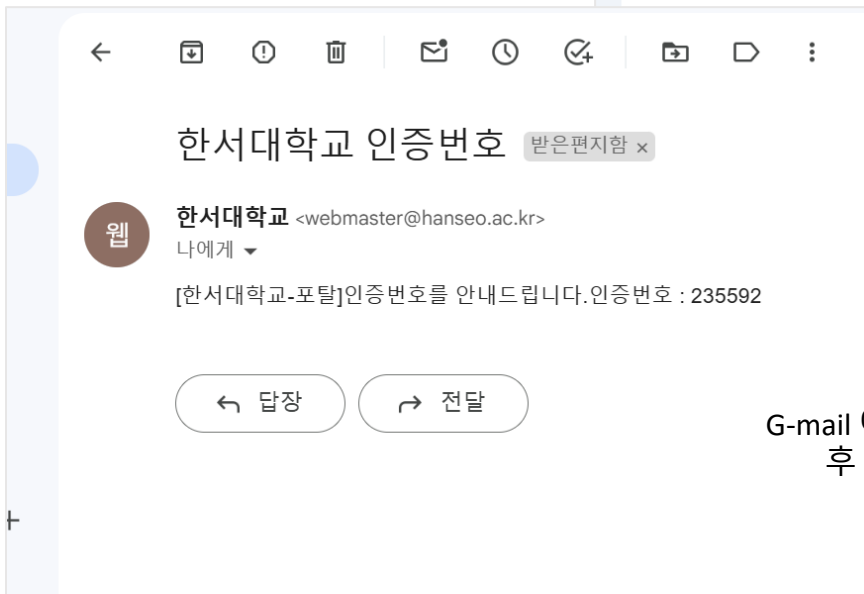 한서대학교 인증번호 받은편지함 ×
웹
한서대학교 <webmaster@hanseo.ac.kr>
나에게
[한서대학교-포탈]인증번호를 안내드립니다.인증번호 : 235592
답장
전달
G-mail
후